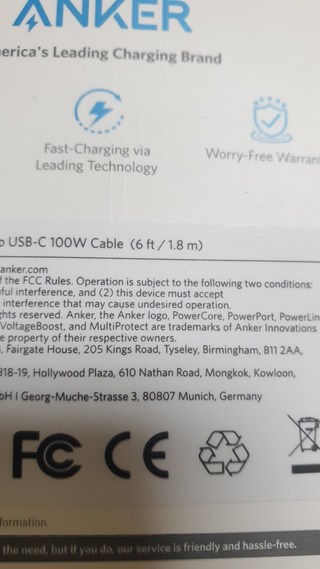 ANKER
erica's Leading Charging Brand
Fast-Charging via
Leading Technology
Worry-Free Warran
o USB-C 100W Cable (6 ft / 1.8 m)
anker.com
f the FCC Rules. Operation is subject to the following two conditions:
ful interference, and (2) this device must accept
interference that may cause undesired operation.
ghts reserved. Anker, the Anker logo, PowerCore, PowerPort, PowerLin
VoltageBoost, and MultiProtect are trademarks of Anker Innovations
e property of their respective owners.
, Fairgate House, 205 Kings Road, Tyseley, Birmingham, B11 2AA,
318-19, Hollywood Plaza, 610 Nathan Road, Mongkok, Kowloon,
bH | Georg-Muche-Strasse 3, 80807 Munich, Germany
FC CE
formation.
the need, but if you do, our service is friendly and hassle-free.